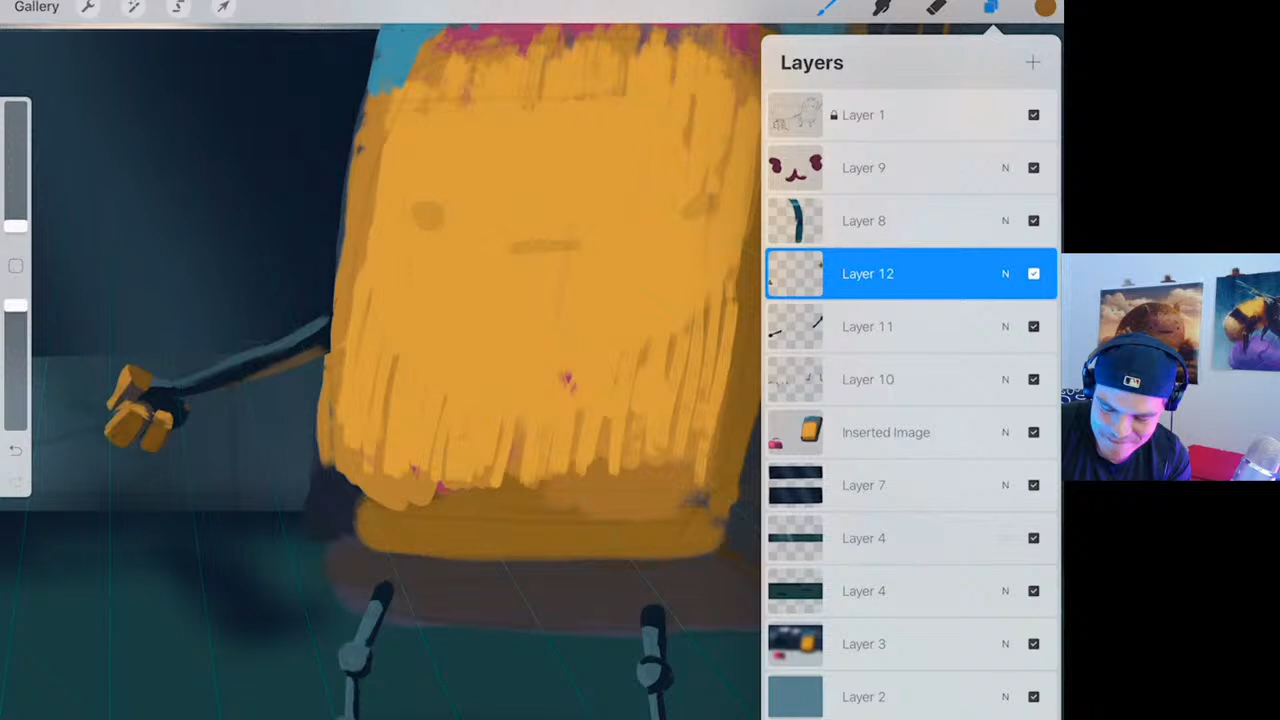 Gallery
Layers
Layer 1
Layer 9 N
Layer 8 N
Layer 12 N
Layer 11 N
Layer 10 N
Inserted Image N
Layer 7 N
Layer 4
Layer 4 N
Layer 3 N
Layer 2 N